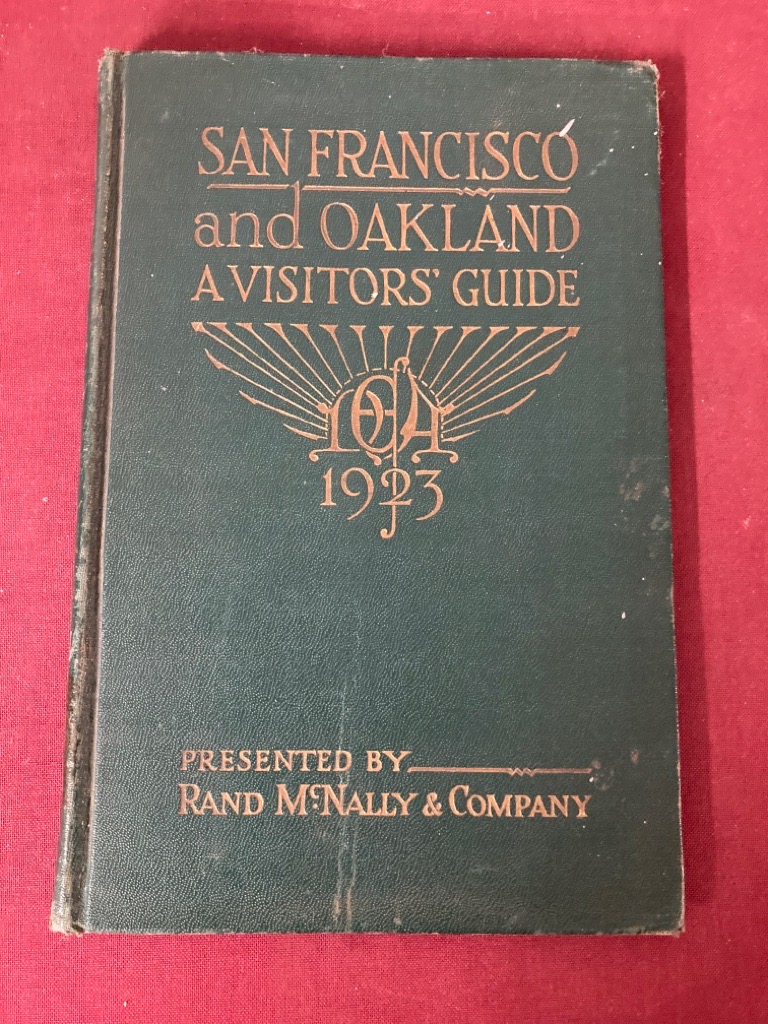 SAN FRANCISCO
and OAKLAND
A VISITORS' GUIDE
1923
PRESENTED BY
RAND McNALLY & COMPANY